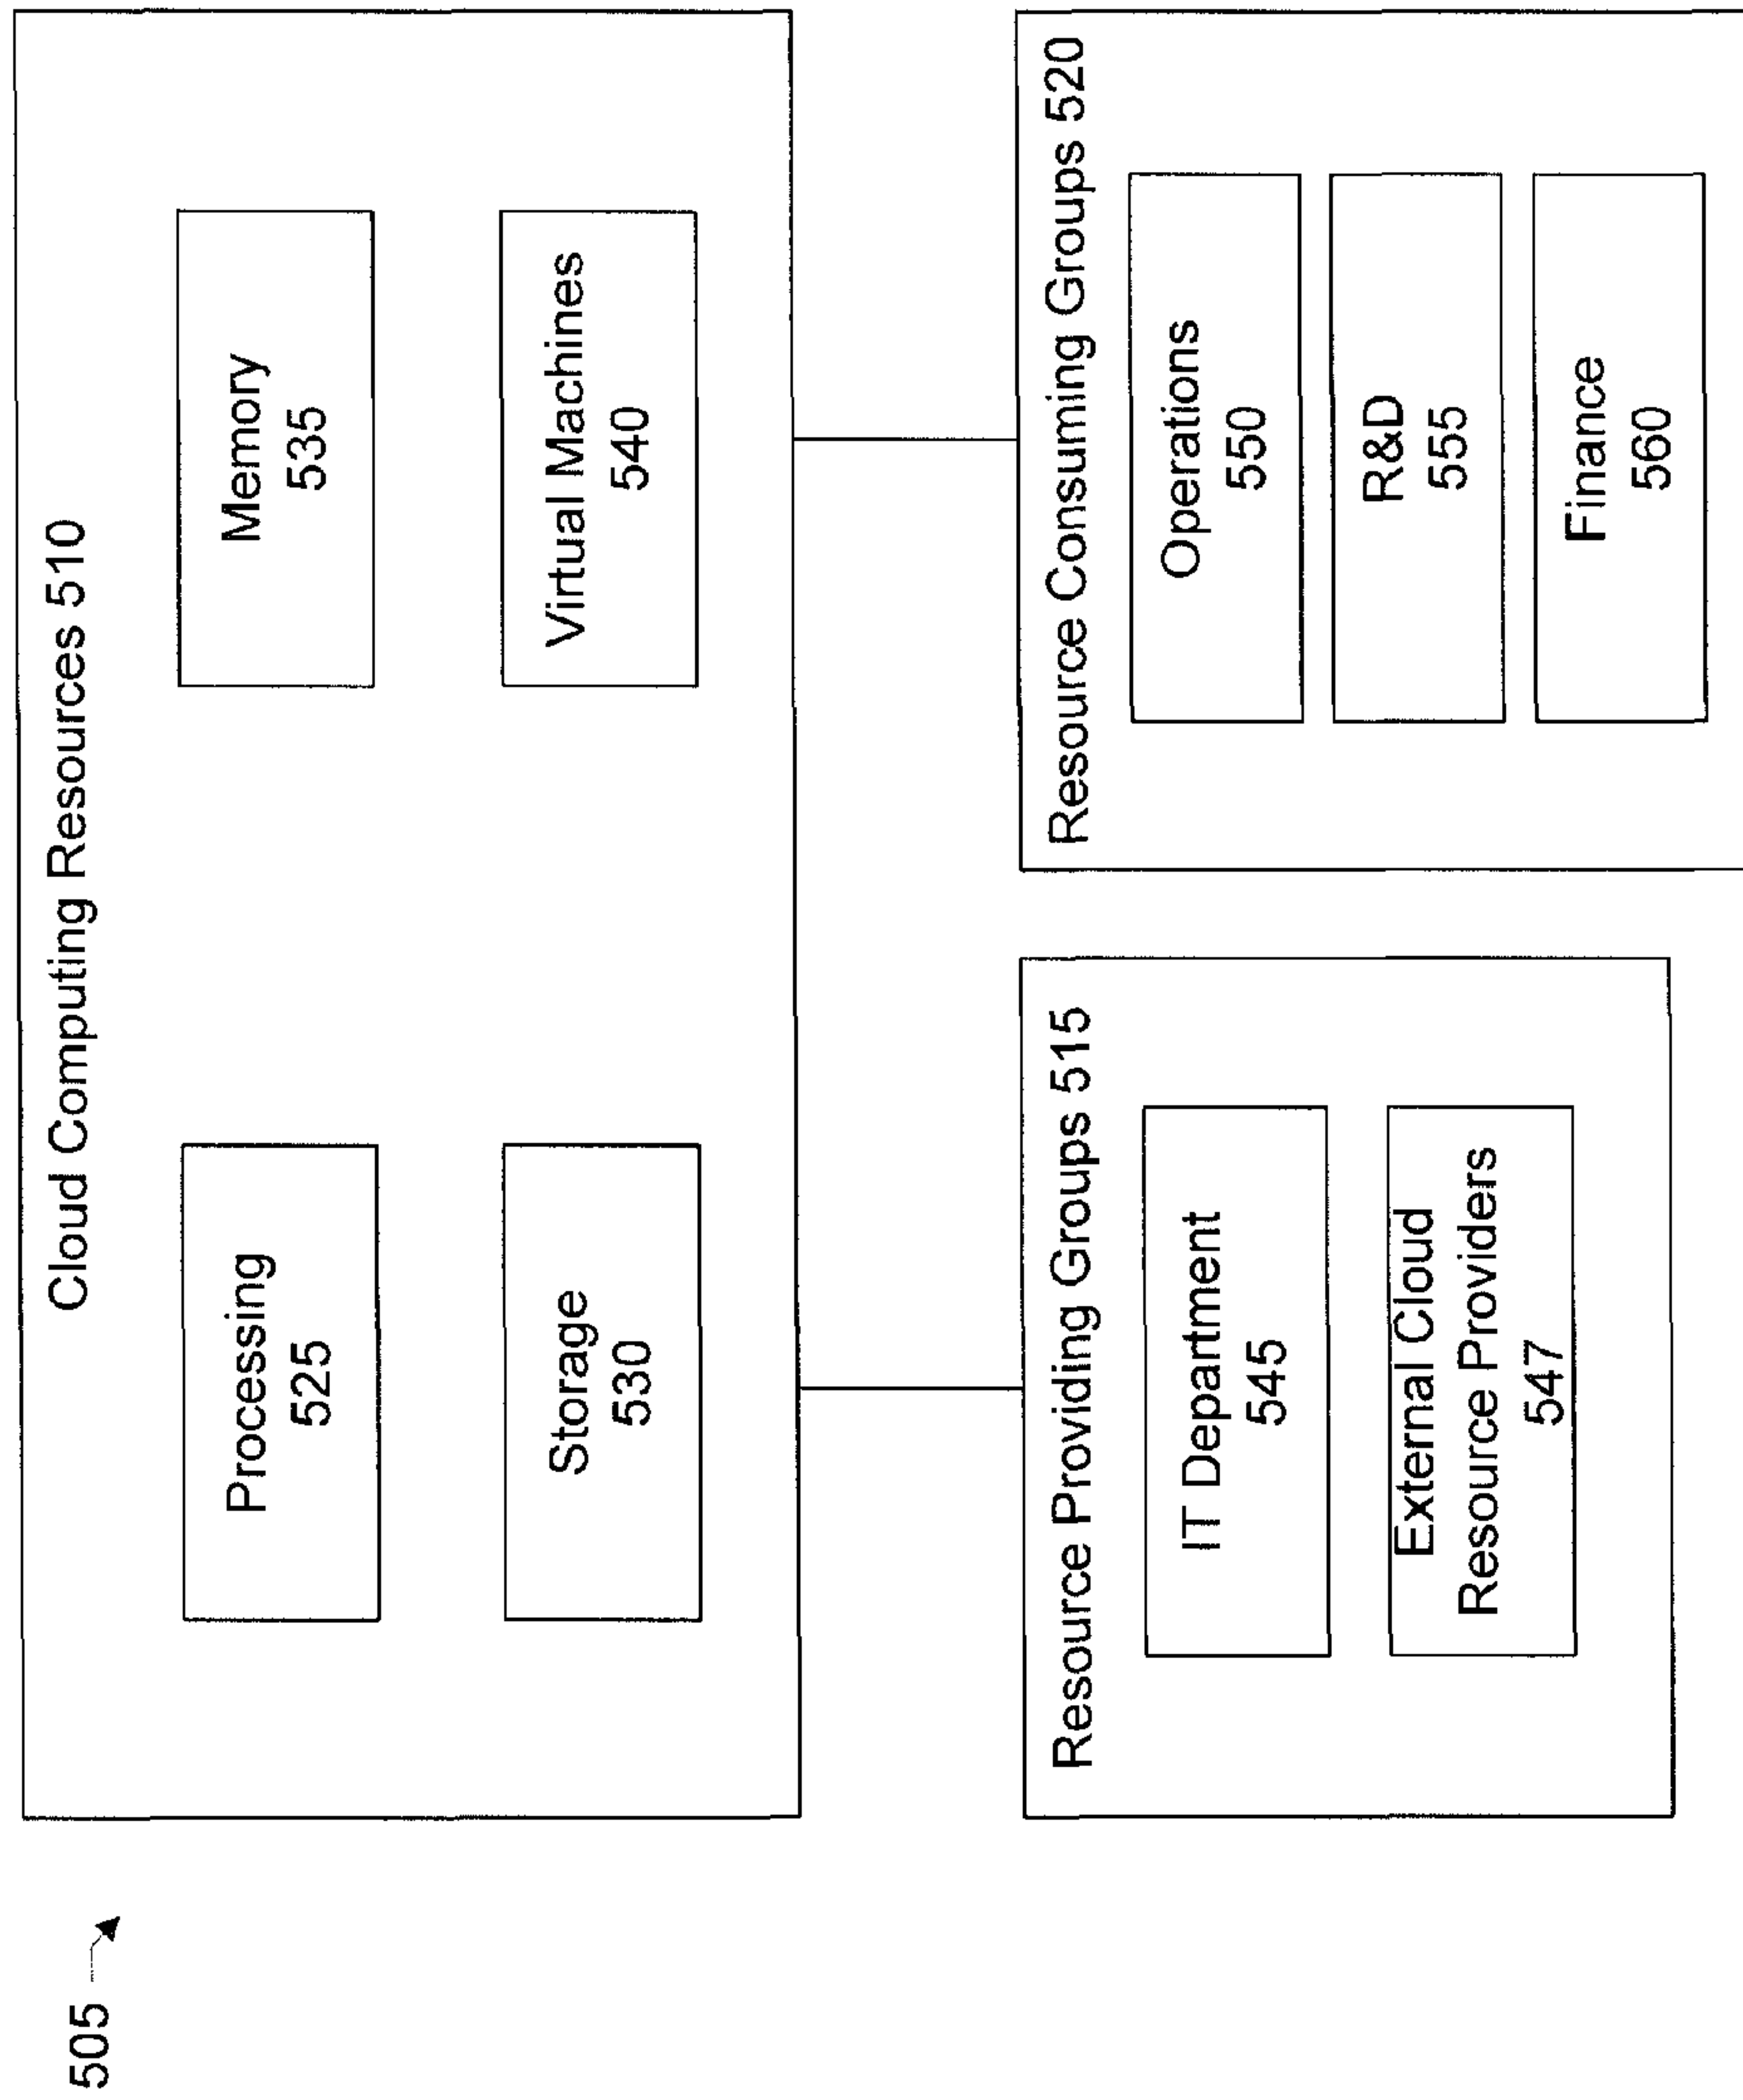 505
Cloud Computing Resources 510
Processing
525
Memory
535
Storage
530
Virtual Machines
540
Resource Providing Groups 515
IT Department
545
External Cloud
Resource Providers
547
Resource Consuming Groups 520
Operations
550
R&D
555
Finance
560